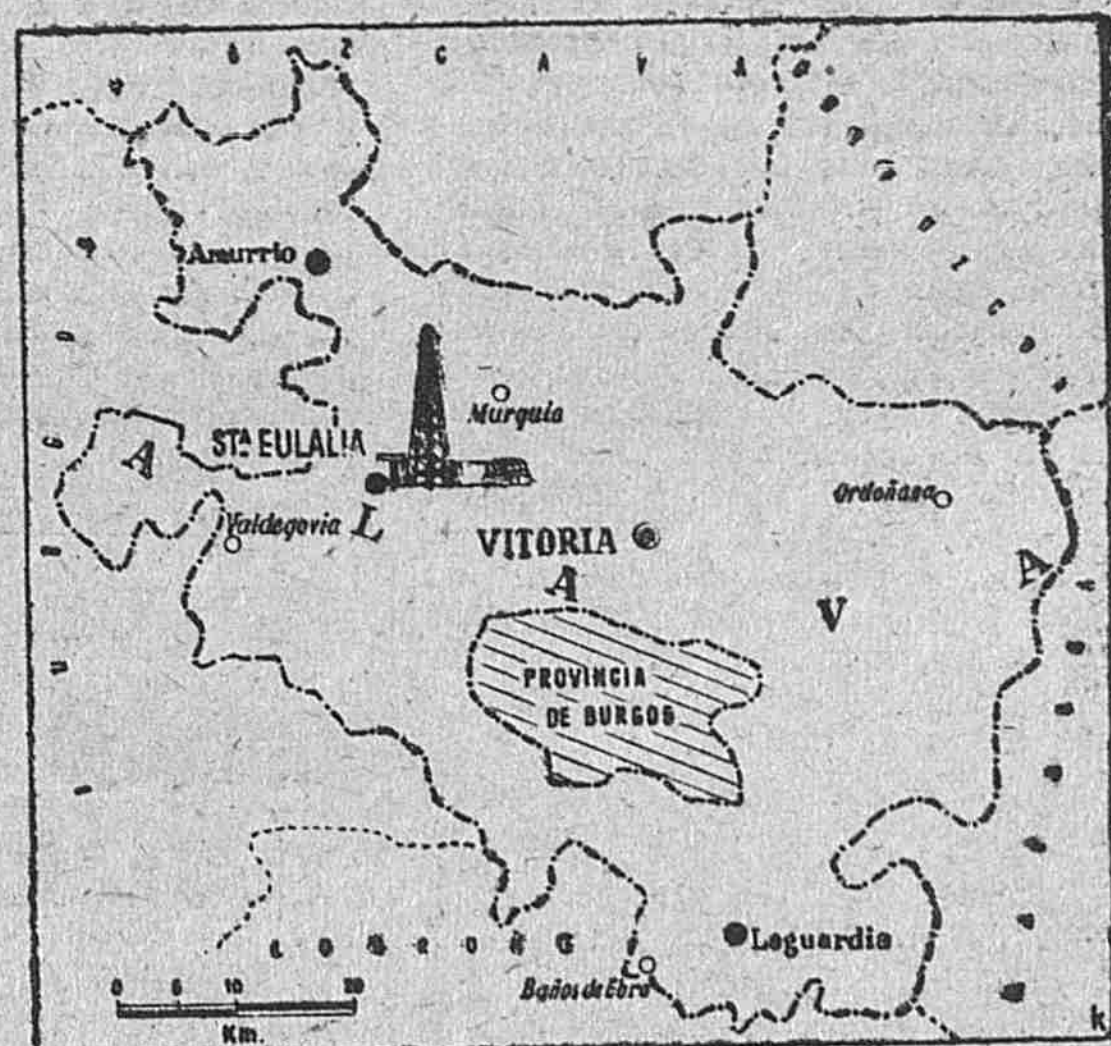 Amurrio
Murguia
STA. EULALIA
A L A V A
Valdegovia
Ordoñana
VITORIA
PROVINCIA
DE BURGOS
Laguardia
Baños de Ebro
0 5 10 20
Km.
k